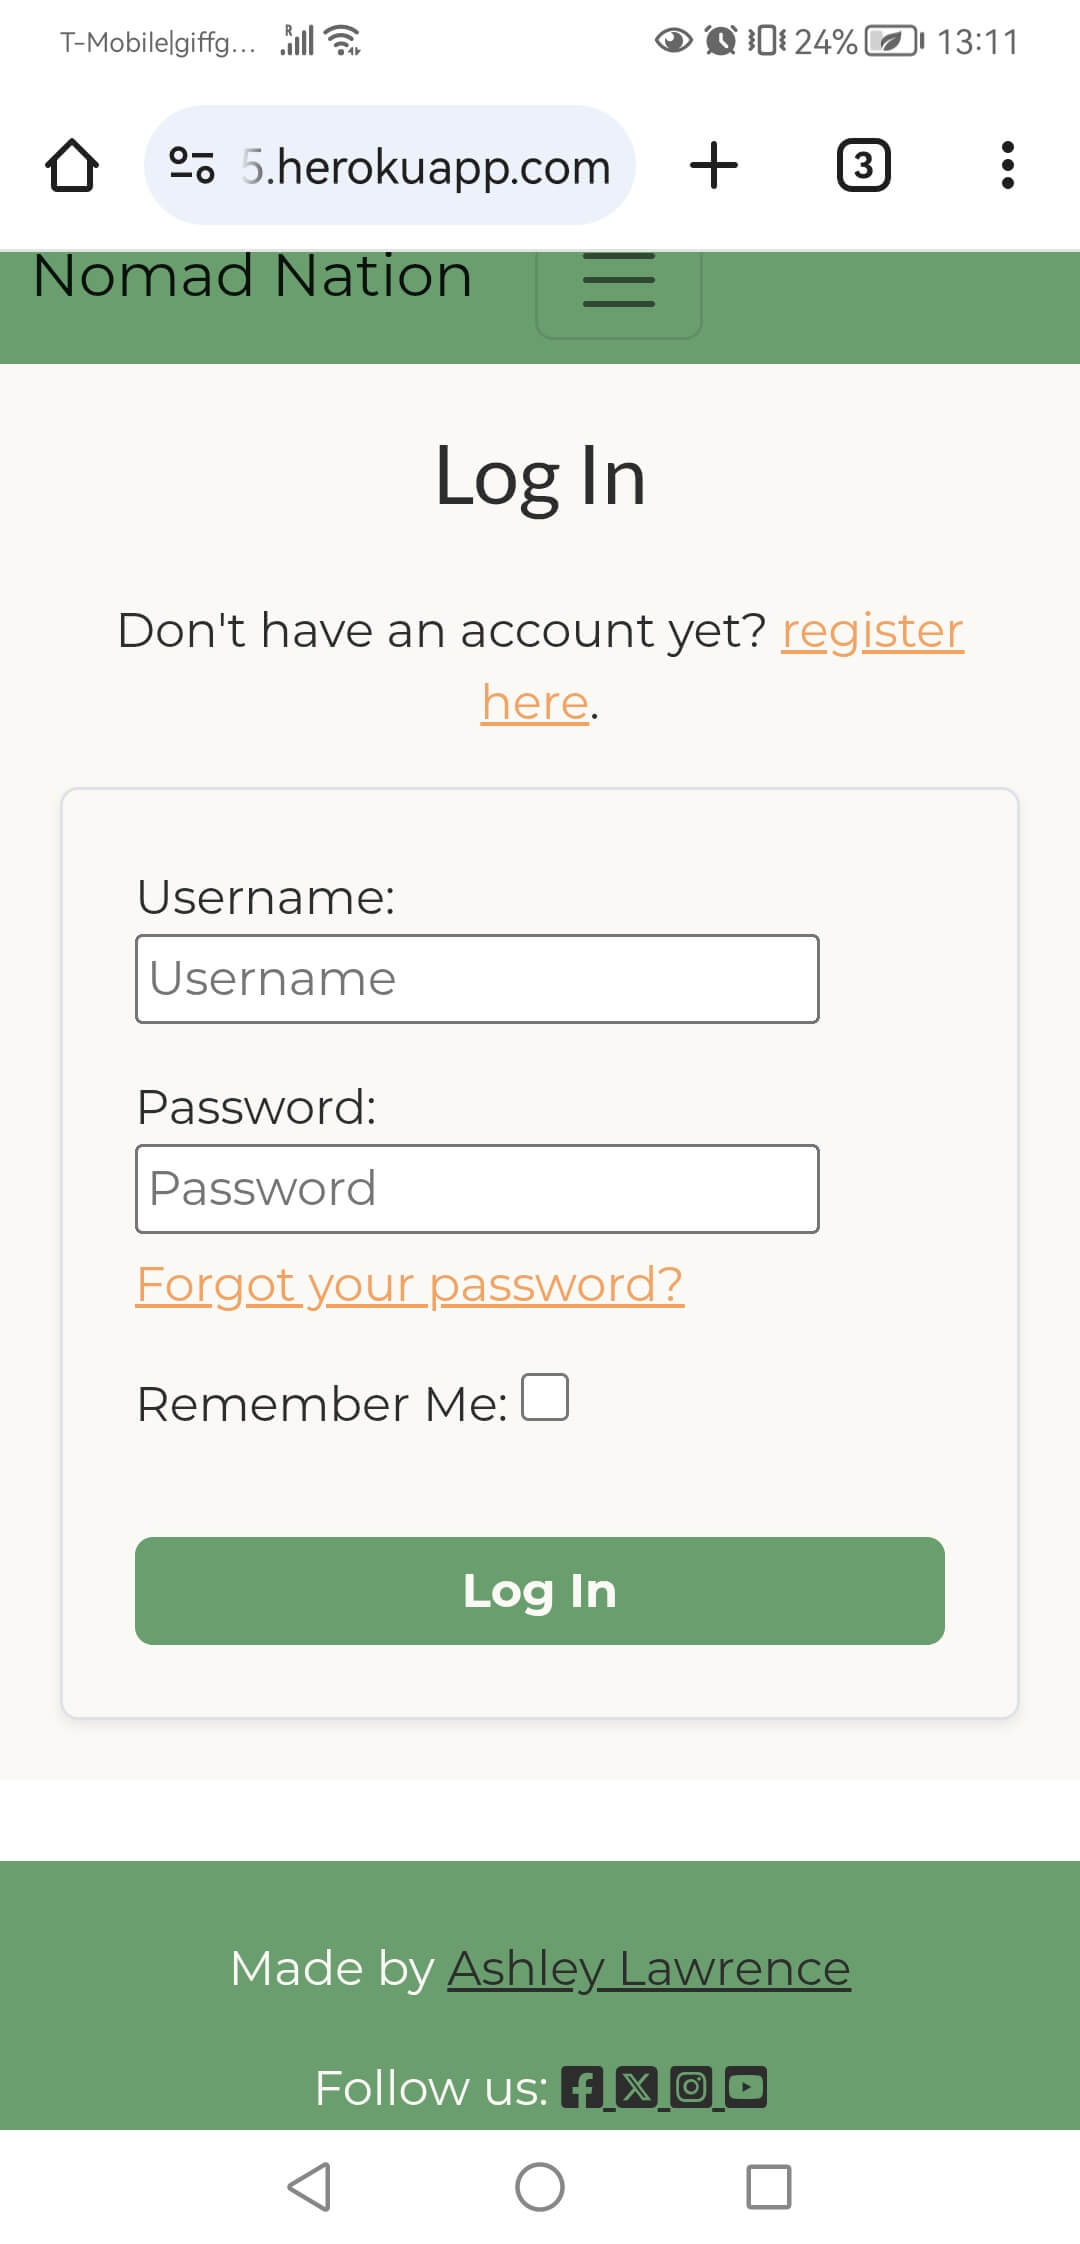 T-Mobile|giffg... 24% 13:11
5.herokuapp.com 3
Nomad Nation
Log In
Don't have an account yet? register
here.
Username:
Username
Password:
Password
Forgot your password?
Remember Me:
Log In
Made by Ashley Lawrence
Follow us: